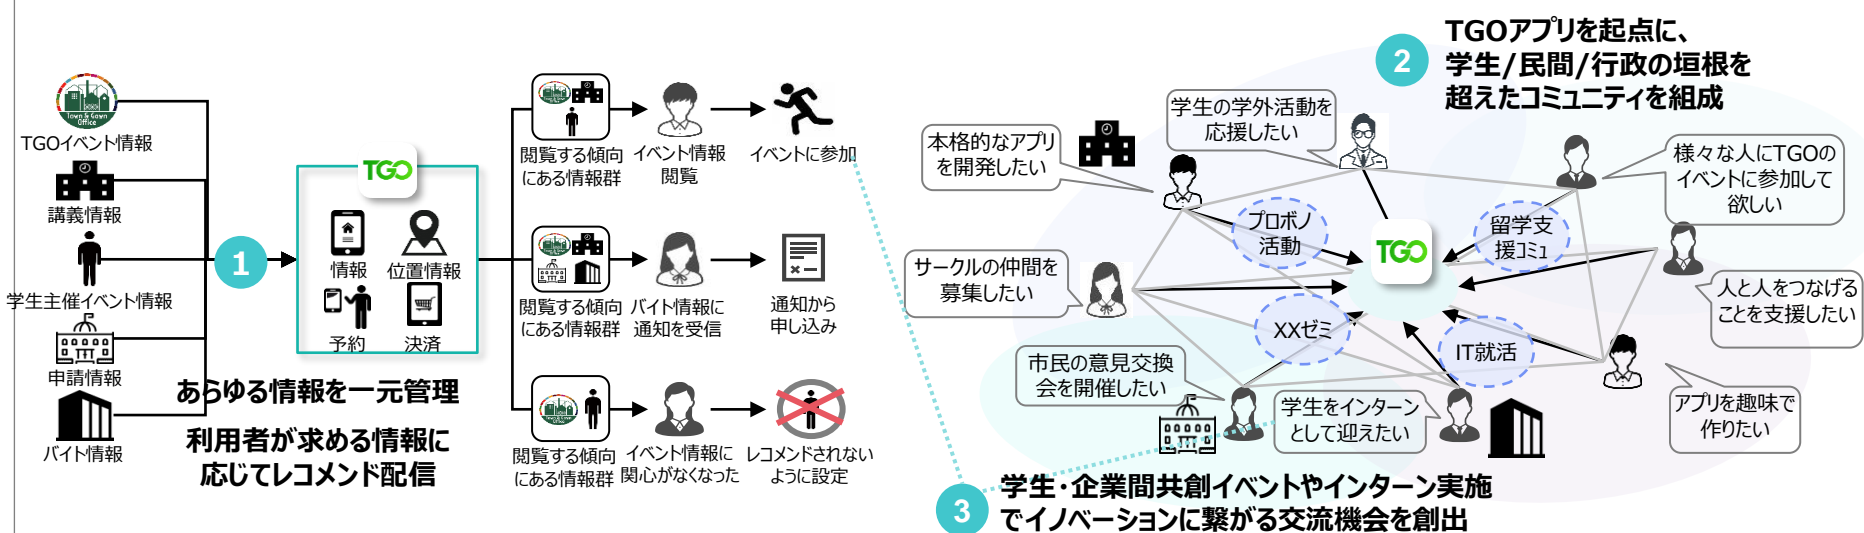 Town & Gown
Office
TGOイベント情報
講義情報
学生主催イベント情報
申請情報
バイト情報
1
TGO
情報
位置情報
予約
決済
あらゆる情報を一元管理
利用者が求める情報に
応じてレコメンド配信
閲覧する傾向
にある情報群
イベント情報
閲覧
イベントに参加
閲覧する傾向
にある情報群
バイト情報に
通知を受信
通知から
申し込み
閲覧する傾向
にある情報群
イベント情報に
関心がなくなった
レコメンドされない
ように設定
2
TGOアプリを起点に、
学生/民間/行政の垣根を
超えたコミュニティを組成
本格的なアプリ
を開発したい
学生の学外活動を
応援したい
様々な人にTGOの
イベントに参加して
欲しい
サークルの仲間を
募集したい
プロボノ
活動
TGO
留学支
援コミュ
人と人をつなげる
ことを支援したい
XXゼミ
IT就活
市民の意見交換
会を開催したい
学生をインターン
として迎えたい
アプリを趣味で
作りたい
3
学生・企業間共創イベントやインターン実施
でイノベーションに繋がる交流機会を創出